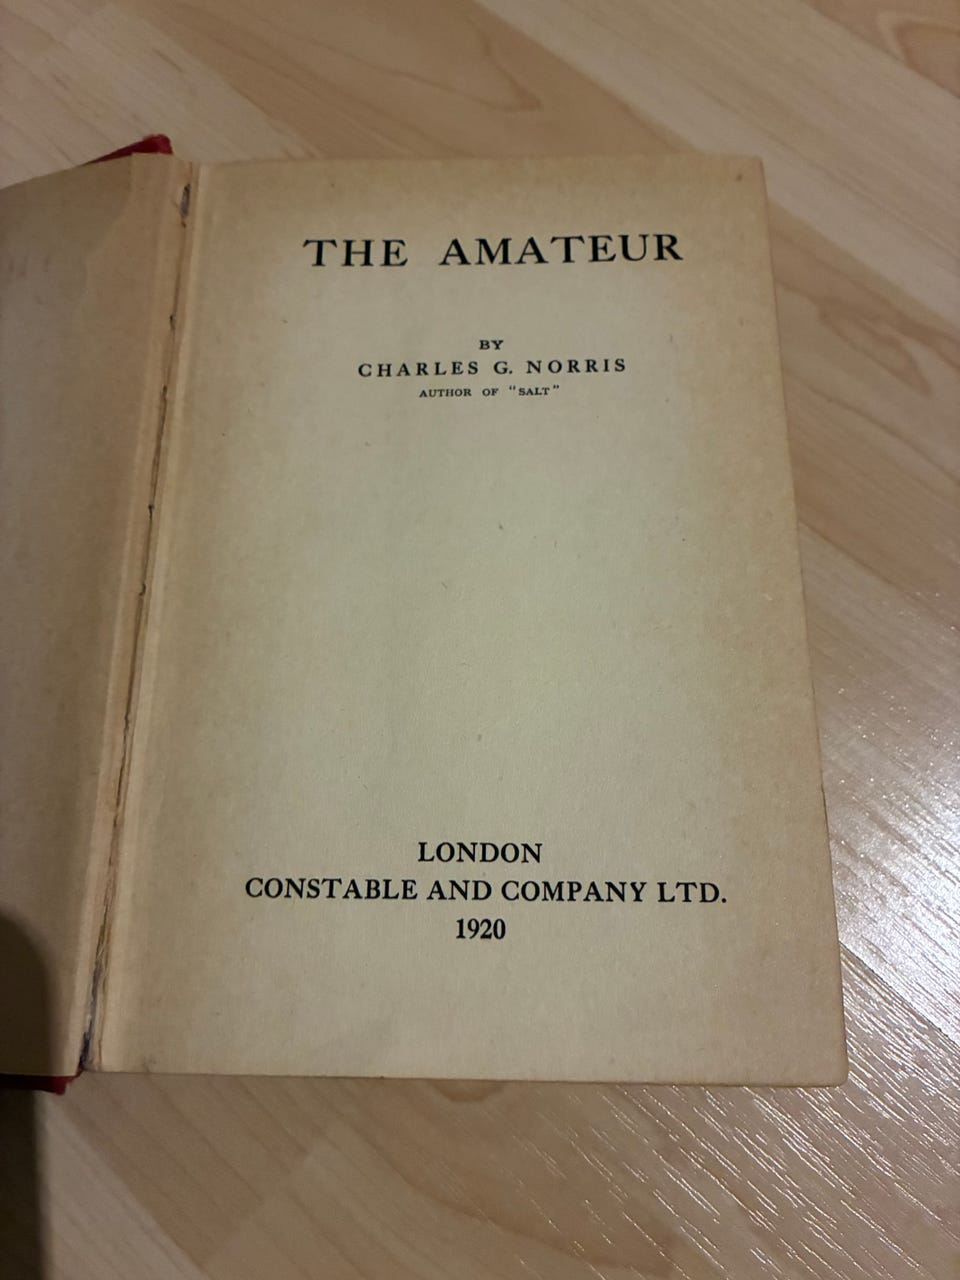 THE AMATEUR
BY
CHARLES G. NORRIS
AUTHOR OF "SALT"
LONDON
CONSTABLE AND COMPANY LTD.
1920